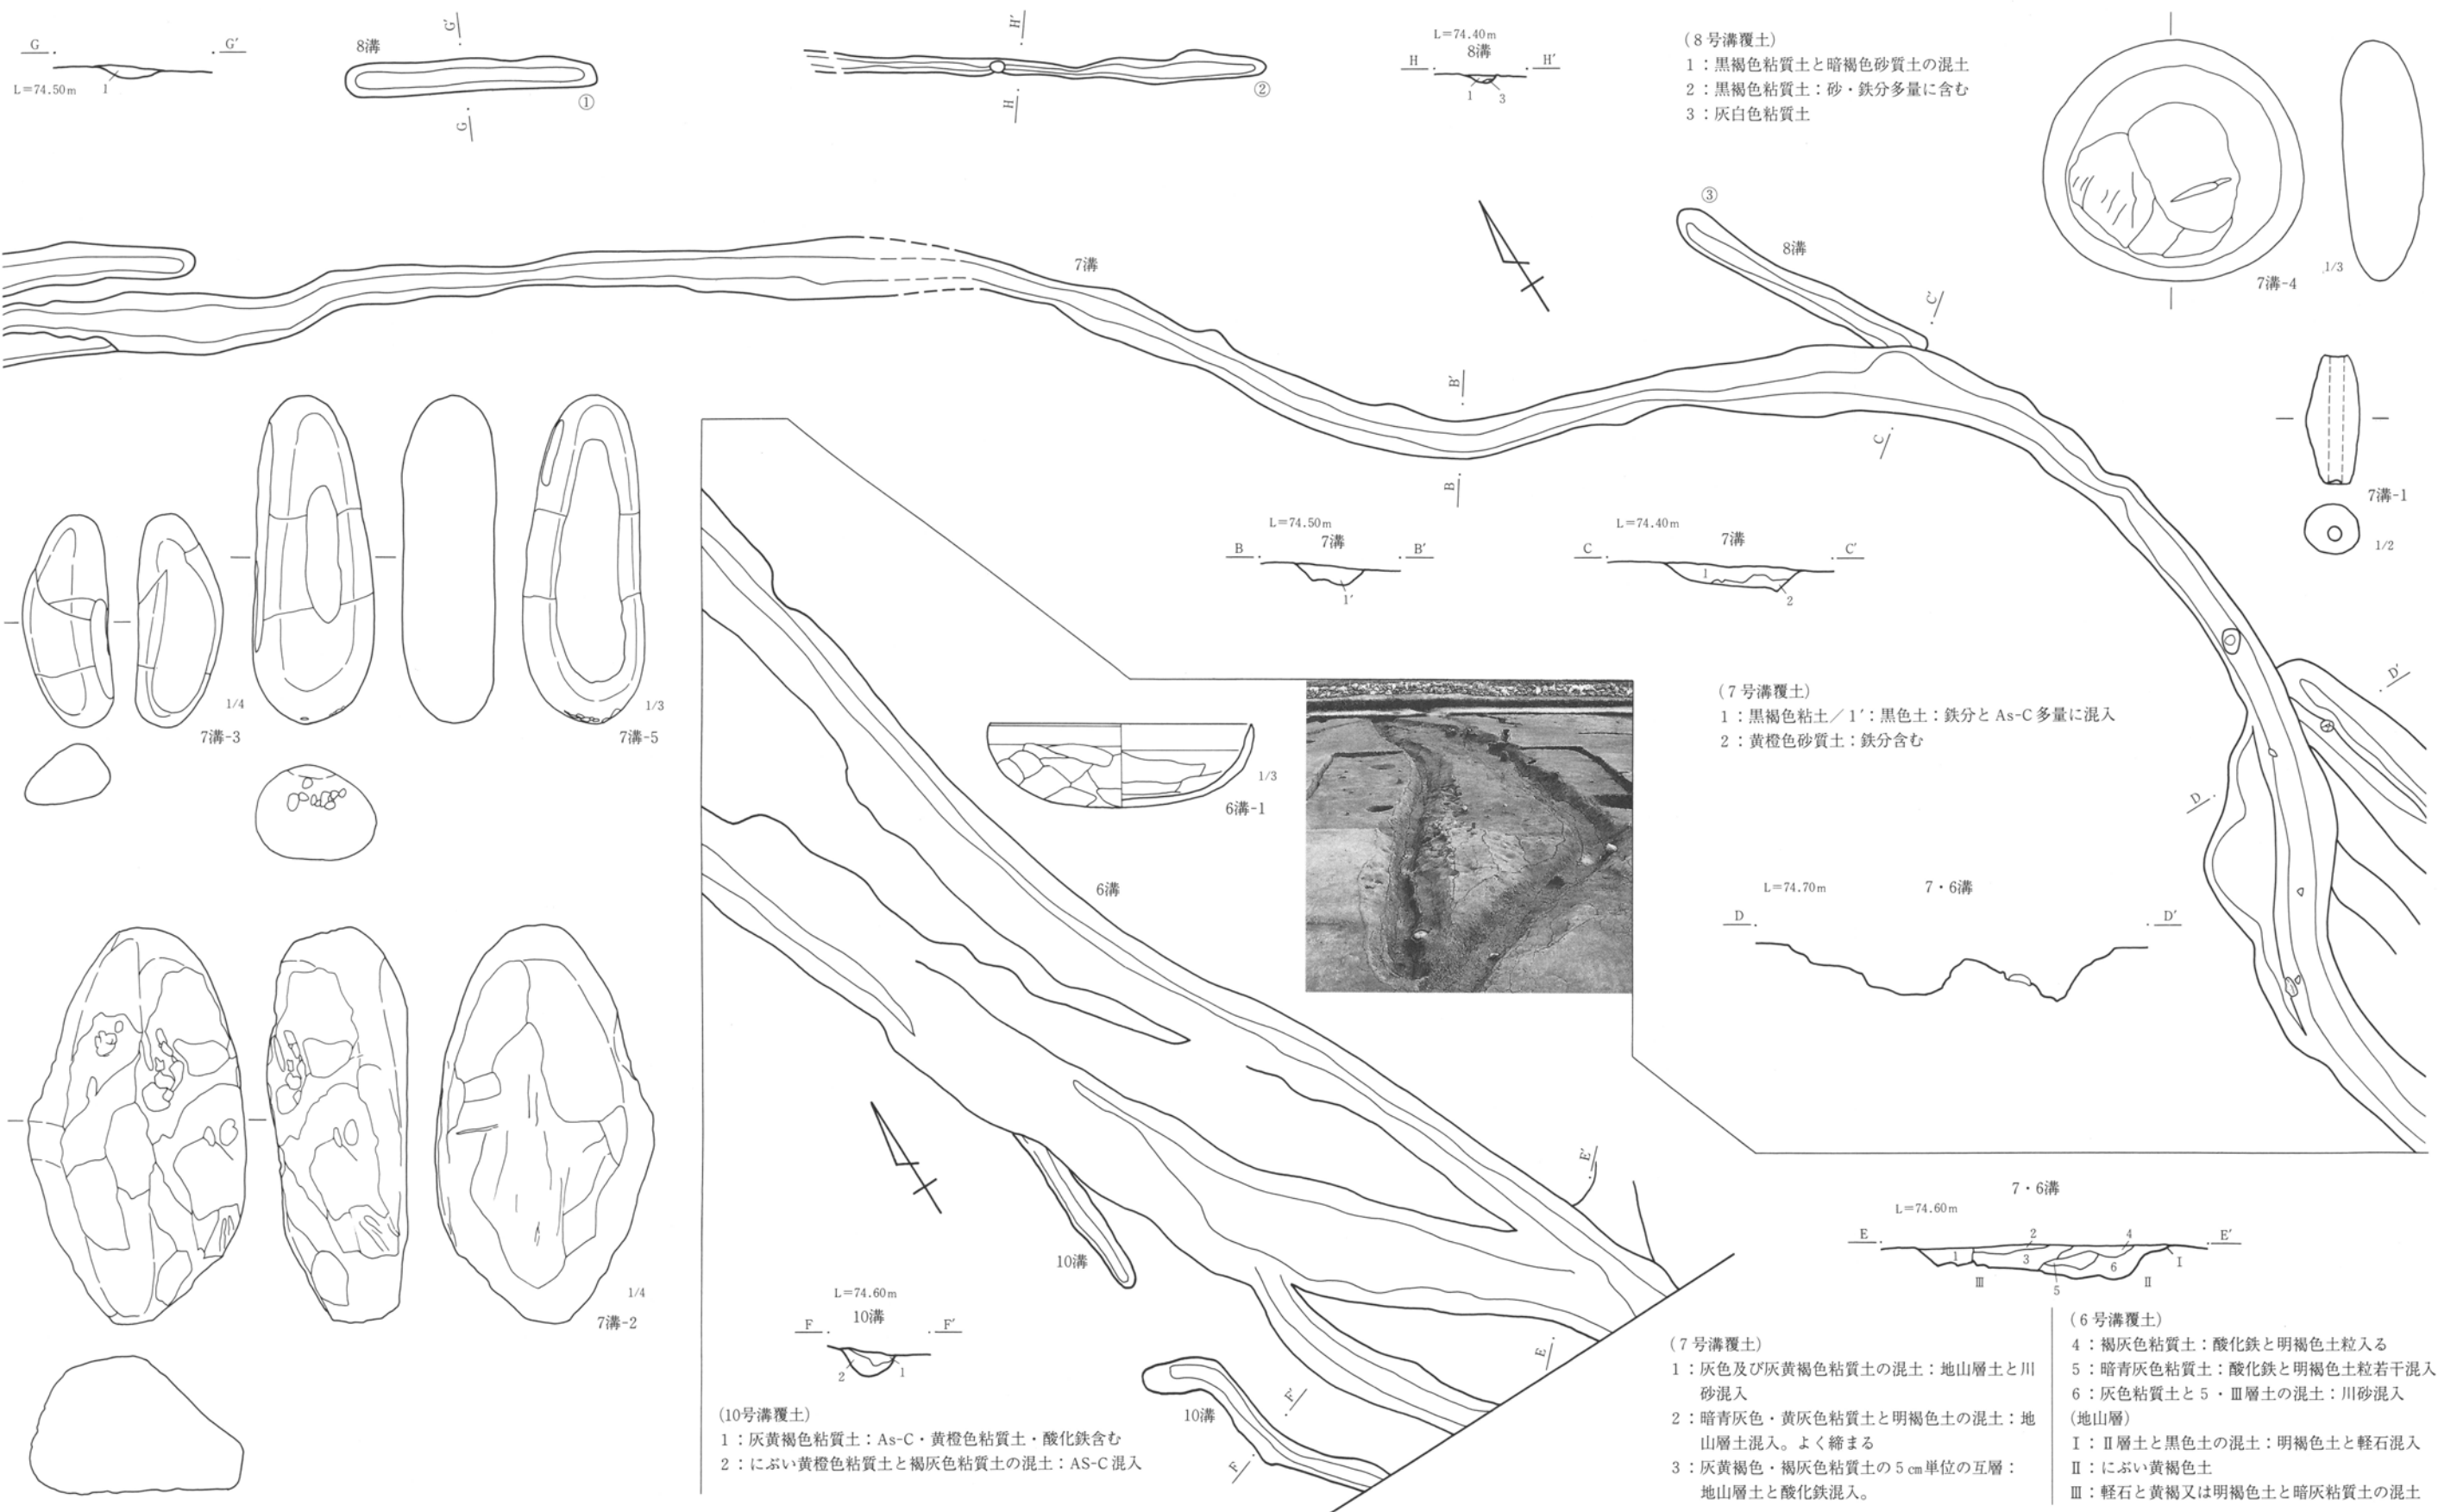 G
G′
L=74.50m
1
8溝
G′
G
①
H′
H
②
L=74.40m
8溝
H
H′
1
3
(8号溝覆土)
1：黒褐色粘質土と暗褐色砂質土の混土
2：黒褐色粘質土：砂・鉄分多量に含む
3：灰白色粘質土
7溝-4
1/3
③
8溝
7溝
C′
C
B′
B
7溝-1
1/2
L=74.50m
7溝
B
B′
1′
L=74.40m
7溝
C
C′
1
2
1/4
7溝-3
1/3
7溝-5
(7号溝覆土)
1：黒褐色粘土／1′：黒色土：鉄分とAs-C多量に混入
2：黄橙色砂質土：鉄分含む
D′
D
1/3
6溝-1
6溝
L=74.70m
7・6溝
D
D′
1/4
7溝-2
E′
E
10溝
L=74.60m
10溝
F
F′
2
1
10溝
F′
F
(10号溝覆土)
1：灰黄褐色粘質土：As-C・黄橙色粘質土・酸化鉄含む
2：にぶい黄橙色粘質土と褐灰色粘質土の混土：AS-C混入
7・6溝
L=74.60m
E
E′
2
4
1
3
6
5
Ⅰ
Ⅱ
Ⅲ
(7号溝覆土)
1：灰色及び灰黄褐色粘質土の混土：地山層土と川
砂混入
2：暗青灰色・黄灰色粘質土と明褐色土の混土：地
山層土混入。よく締まる
3：灰黄褐色・褐灰色粘質土の5㎝単位の互層：
地山層土と酸化鉄混入。
(6号溝覆土)
4：褐灰色粘質土：酸化鉄と明褐色土粒入る
5：暗青灰色粘質土：酸化鉄と明褐色土粒若干混入
6：灰色粘質土と5・Ⅲ層土の混土：川砂混入
(地山層)
Ⅰ：Ⅱ層土と黒色土の混土：明褐色土と軽石混入
Ⅱ：にぶい黄褐色土
Ⅲ：軽石と黄褐又は明褐色土と暗灰粘質土の混土